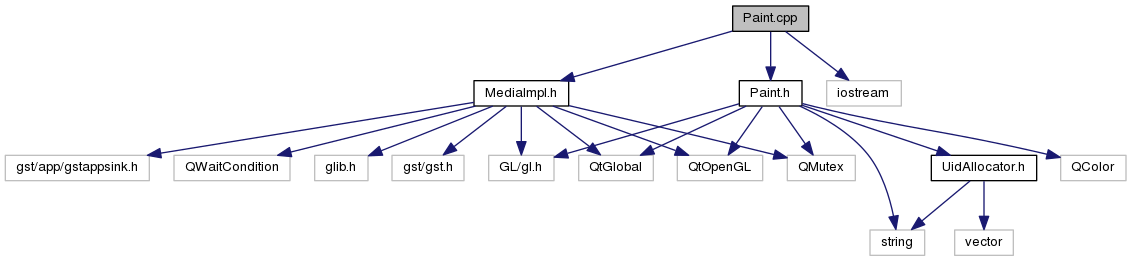 Paint.cpp
MediaImpl.h
Paint.h
iostream
gst/app/gstappsink.h
QWaitCondition
glib.h
gst/gst.h
GL/gl.h
QtGlobal
QtOpenGL
QMutex
UidAllocator.h
QColor
string
vector